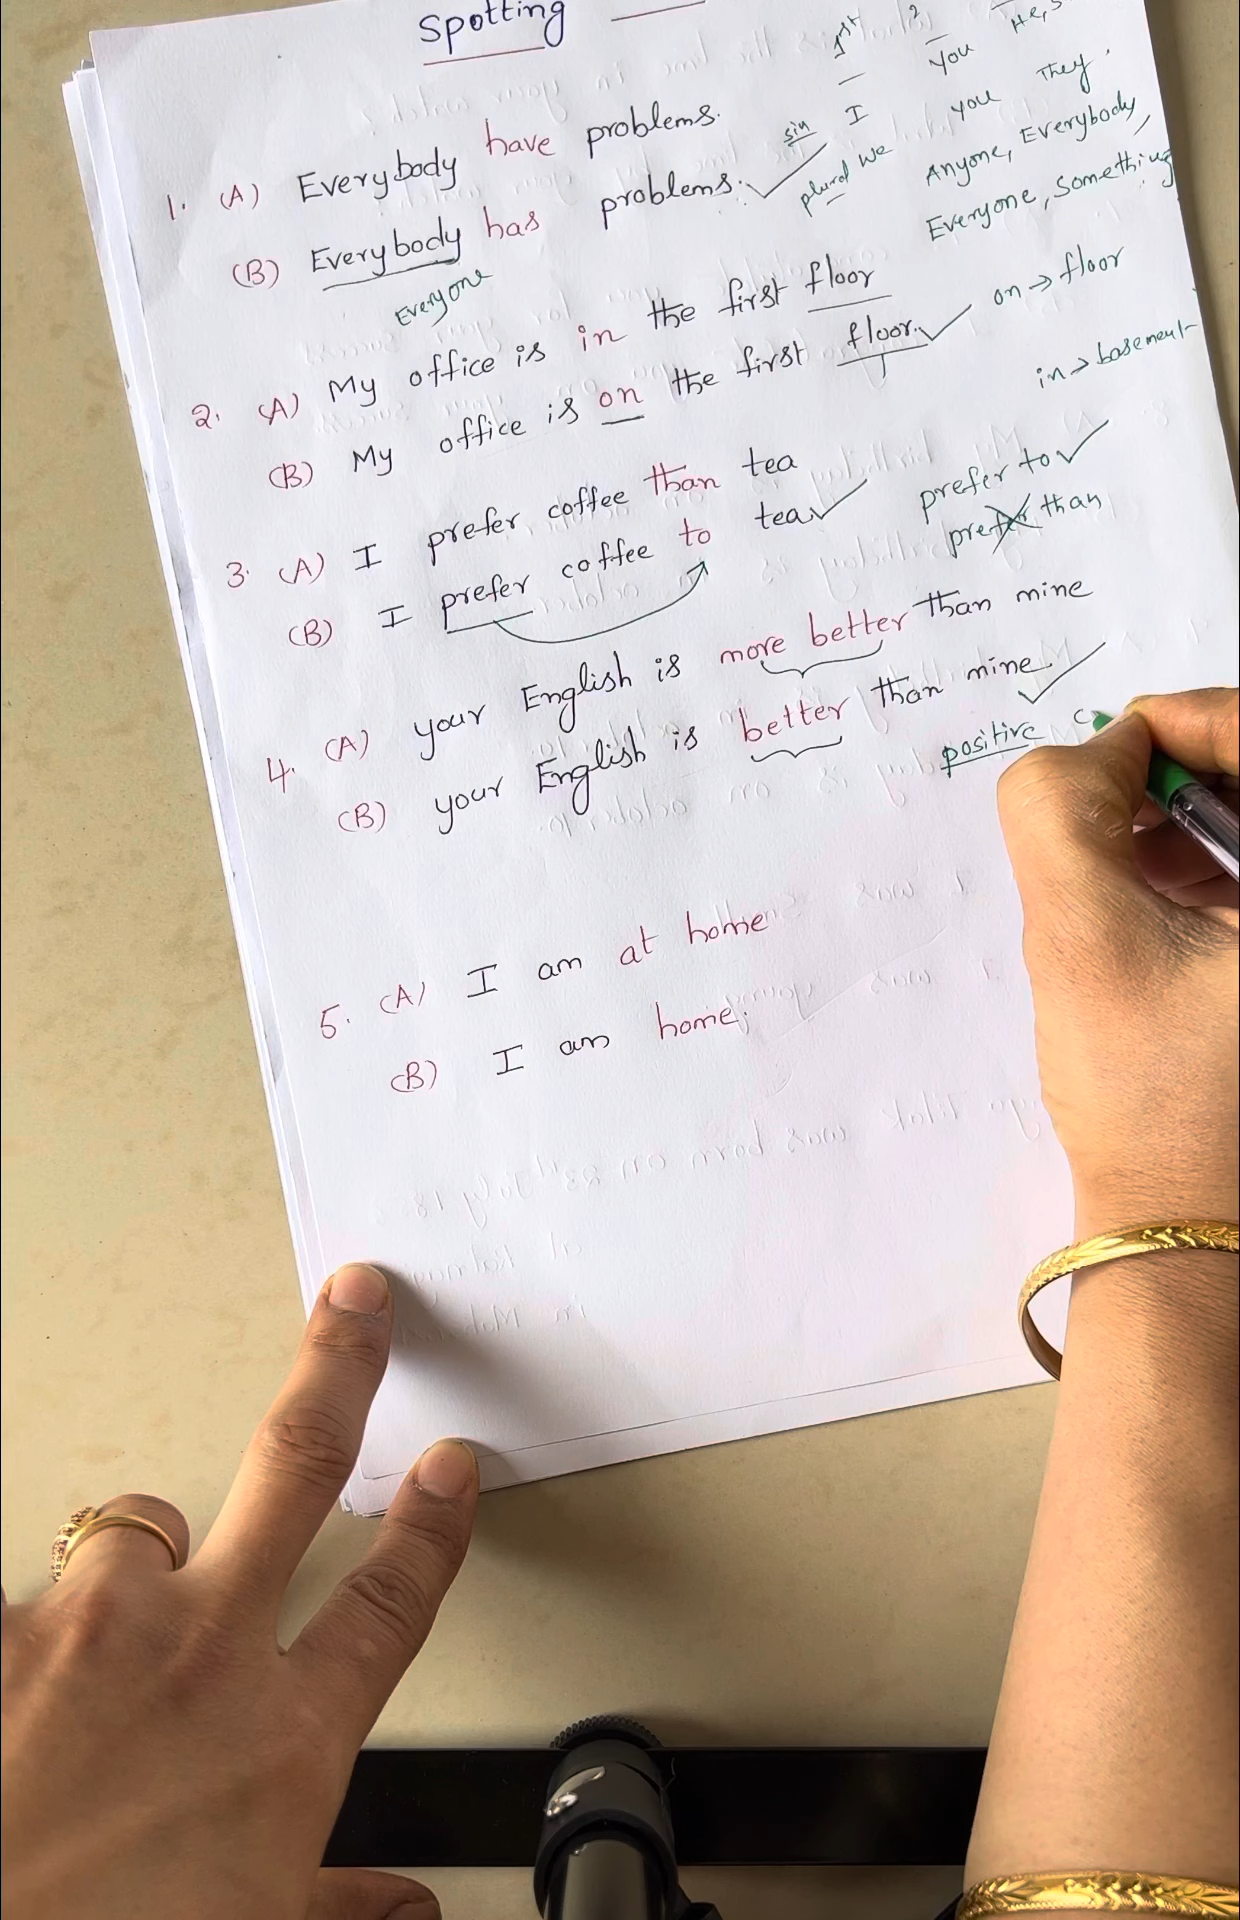 Spotting
1st 2
I You He, S
sin
plural We you They.
1. (A) Everybody have problems.
(B) Everybody has problems.
Everyone
Anyone, Everybody,
Everyone, Something
2. (A) My office is in the first floor
(B) My office is on the first floor.
on → floor
in → basement
3. (A) I prefer coffee than tea
(B) I prefer coffee to tea
prefer to
prefer than
4. (A) your English is more better than mine
(B) your English is better than mine
positive c
5. (A) I am at home
(B) I am home.